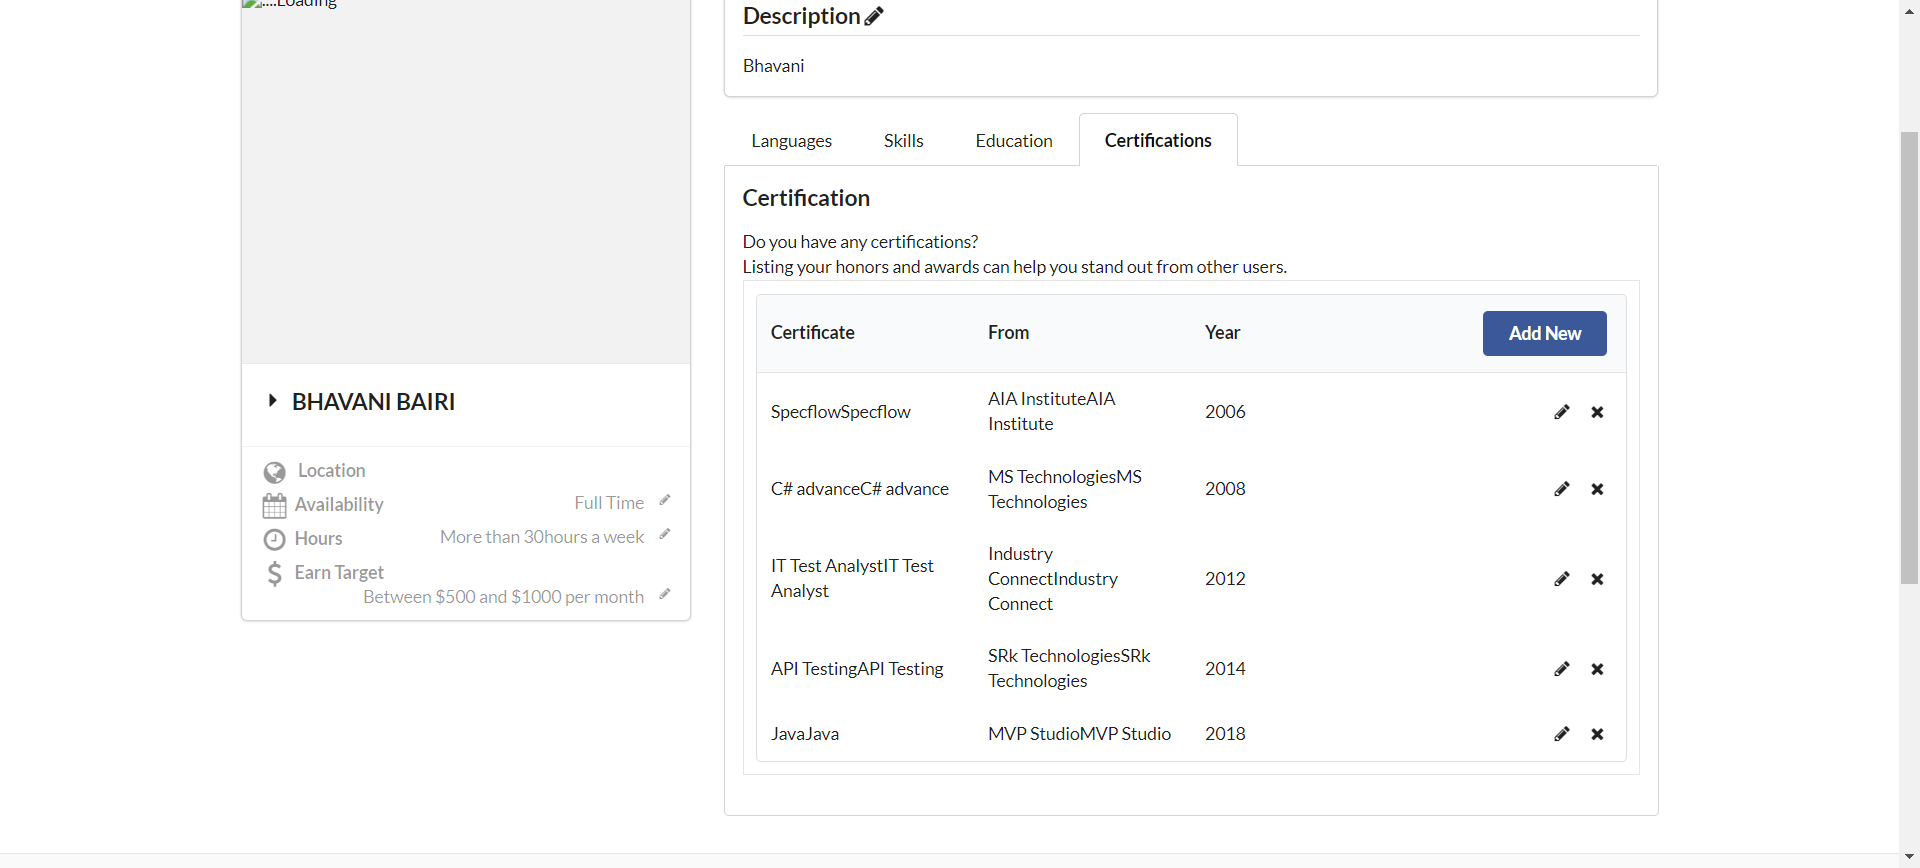 ....Loading
BHAVANI BAIRI
Location
Availability Full Time
Hours More than 30hours a week
Earn Target
Between $500 and $1000 per month
Description
Bhavani
Languages Skills Education Certifications
Certification
Do you have any certifications?
Listing your honors and awards can help you stand out from other users.
Certificate From Year Add New
SpecflowSpecflow
AIA InstituteAIA
Institute
2006
C# advanceC# advance
MS TechnologiesMS
Technologies
2008
IT Test AnalystIT Test
Analyst
Industry
ConnectIndustry
Connect
2012
API TestingAPI Testing
SRk TechnologiesSRk
Technologies
2014
JavaJava
MVP StudioMVP Studio
2018